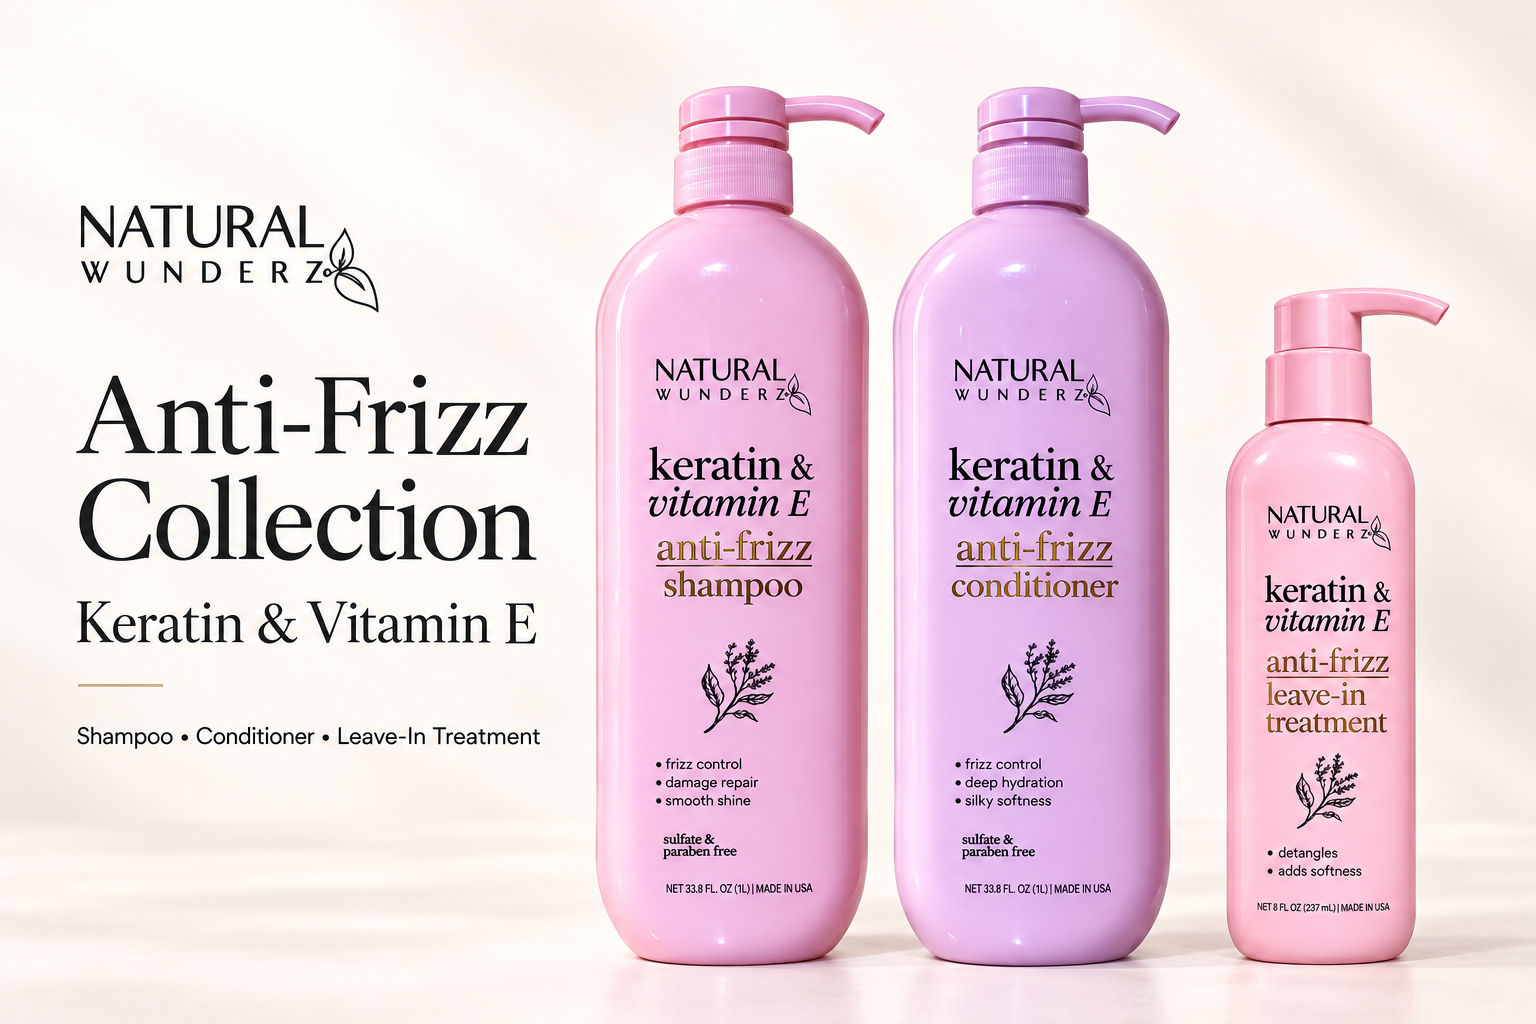 NATURAL
WUNDERZ
Anti-Frizz
Collection
Keratin & Vitamin E
Shampoo • Conditioner • Leave-In Treatment
NATURAL
WUNDERZ
keratin &
vitamin E
anti-frizz
shampoo
• frizz control
• damage repair
• smooth shine
sulfate &
paraben free
NET 33.8 FL. OZ (1L) | MADE IN USA
NATURAL
WUNDERZ
keratin &
vitamin E
anti-frizz
conditioner
• frizz control
• deep hydration
• silky softness
sulfate &
paraben free
NET 33.8 FL. OZ (1L) | MADE IN USA
NATURAL
WUNDERZ
keratin &
vitamin E
anti-frizz
leave-in
treatment
• detangles
• adds softness
NET 8 FL OZ (237 mL) | MADE IN USA